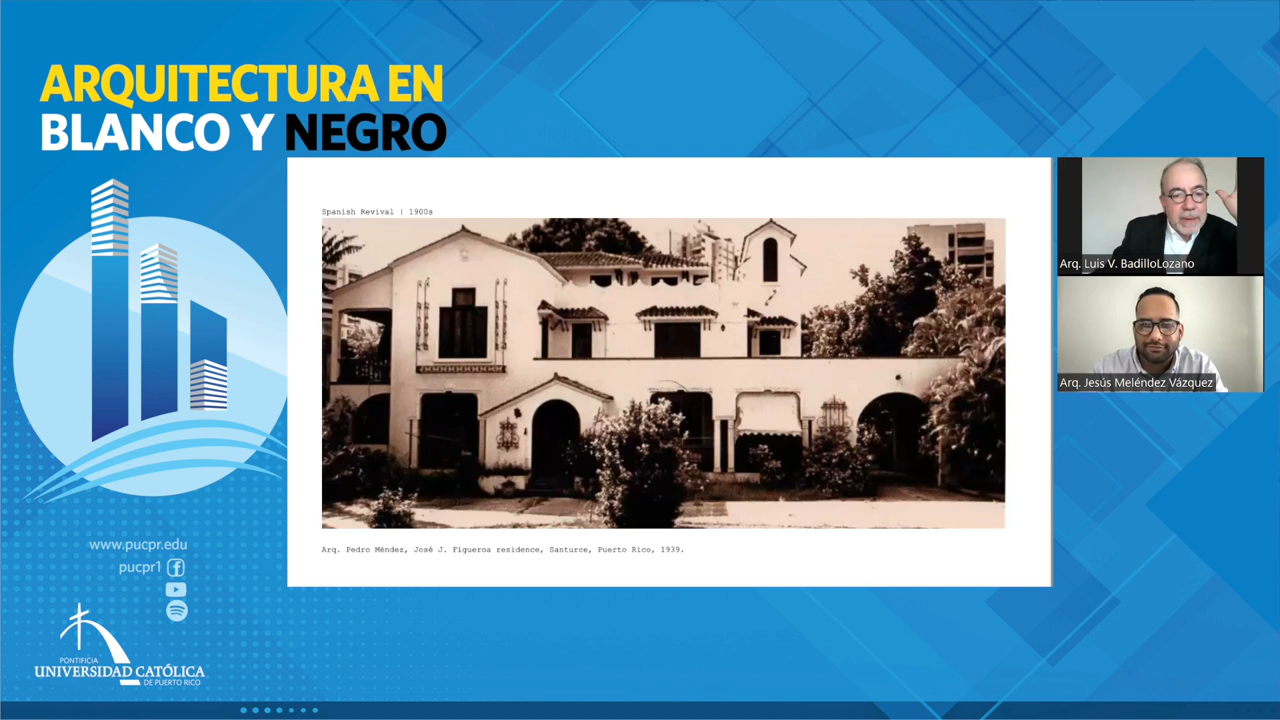 ARQUITECTURA EN
BLANCO Y NEGRO
Spanish Revival | 1900s
Arq. Pedro Méndez, José J. Figueroa residence, Santurce, Puerto Rico, 1939.
Arq. Luis V. BadilloLozano
Arq. Jesús Meléndez Vázquez
www.pucpr.edu
pucpr1
PONTIFICIA
UNIVERSIDAD CATÓLICA
DE PUERTO RICO